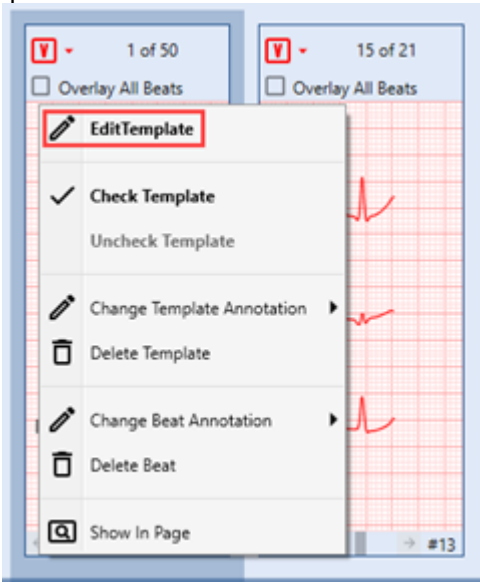 V 1 of 50
Overlay All Beats
V 15 of 21
Overlay All Beats
EditTemplate
Check Template
Uncheck Template
Change Template Annotation
Delete Template
Change Beat Annotation
Delete Beat
Show In Page
#13